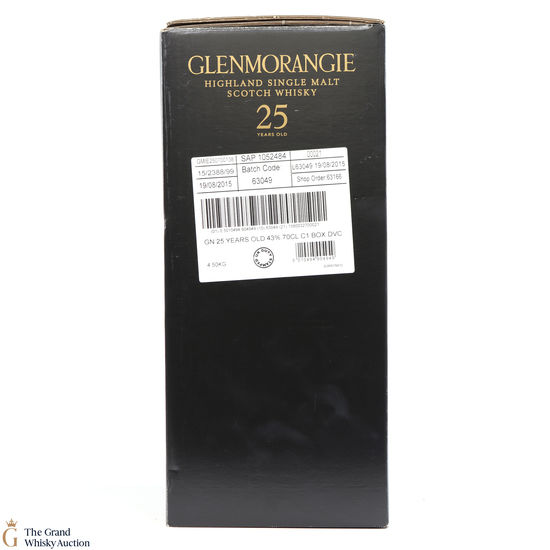 GLENMORANGIE
HIGHLAND SINGLE MALT
SCOTCH WHISKY
25
YEARS OLD
SAP 1052484
00021
15/2388/99
Batch Code
L63049 19/08/2015
19/08/2015
63049
Shop Order:63166
GN 25 YEARS OLD 43% 70CL C1 BOX DVC
4.50KG
The Grand
Whisky Auction